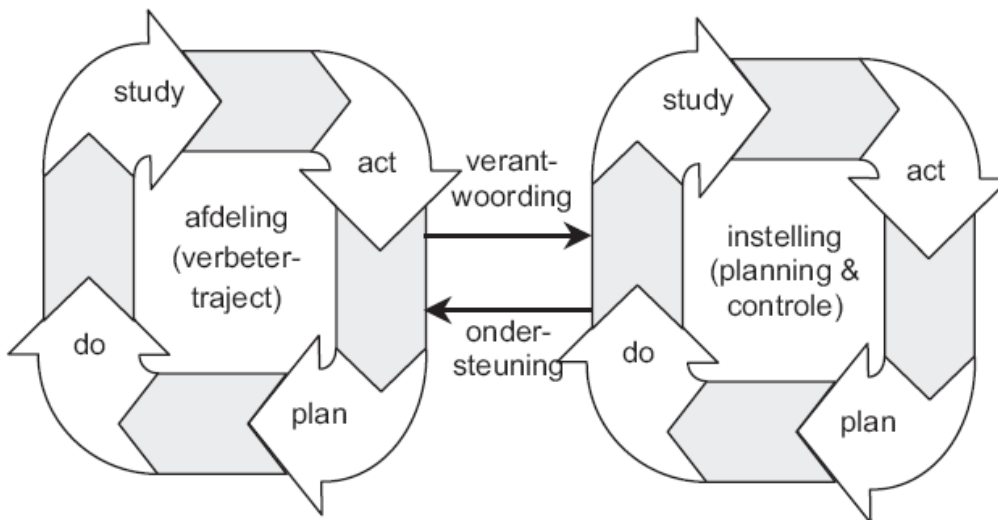 study
act
afdeling
(verbeter-
traject)
do
plan
verant-
woording
onder-
steuning
study
act
instelling
(planning &
controle)
do
plan